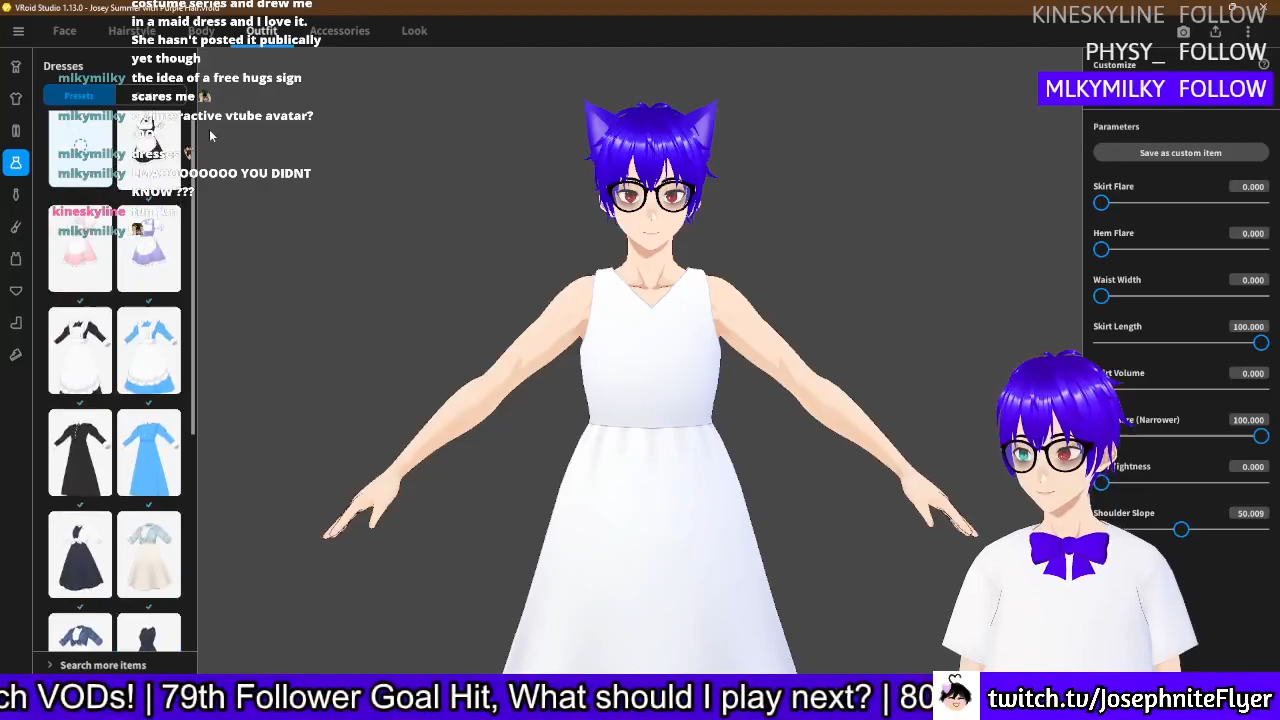 VRoid Studio 1.13.0 - Josey Summer with Purple Hair.vroid
costume series and drew me
in a maid dress and I love it.
She hasn't posted it publically
yet though
mlkymilky the idea of a free hugs sign
scares me
mlkymilky interactive vtube avatar?
mlkymilky dresses
mlkymilky YOU DIDNT
KNOW ???
kineskyline
mlkymilky
Face
Hairstyle
Body
Outfit
Accessories
Look
Dresses
Presets
Search more items
KINESKYLINE FOLLOW
PHYSY_ FOLLOW
MLKYMILKY FOLLOW
Customize
Parameters
Save as custom item
Skirt Flare 0.000
Hem Flare 0.000
Waist Width 0.000
Skirt Length 100.000
Volume 0.000
(Narrower) 100.000
0.000
Shoulder Slope 50.009
ch VODs! | 79th Follower Goal Hit, What should I play next? | 80
twitch.tv/JosephniteFlyer